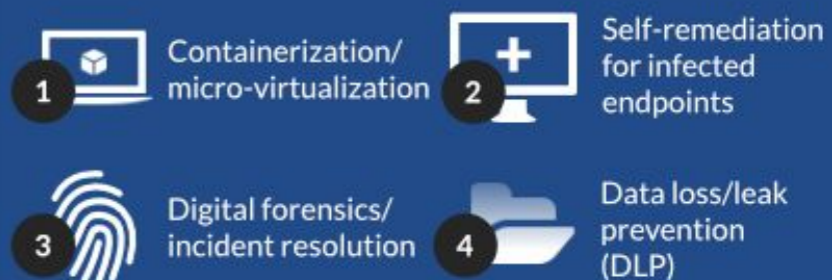 1
Containerization/
micro-virtualization
2
Self-remediation
for infected
endpoints
3
Digital forensics/
incident resolution
4
Data loss/leak
prevention
(DLP)